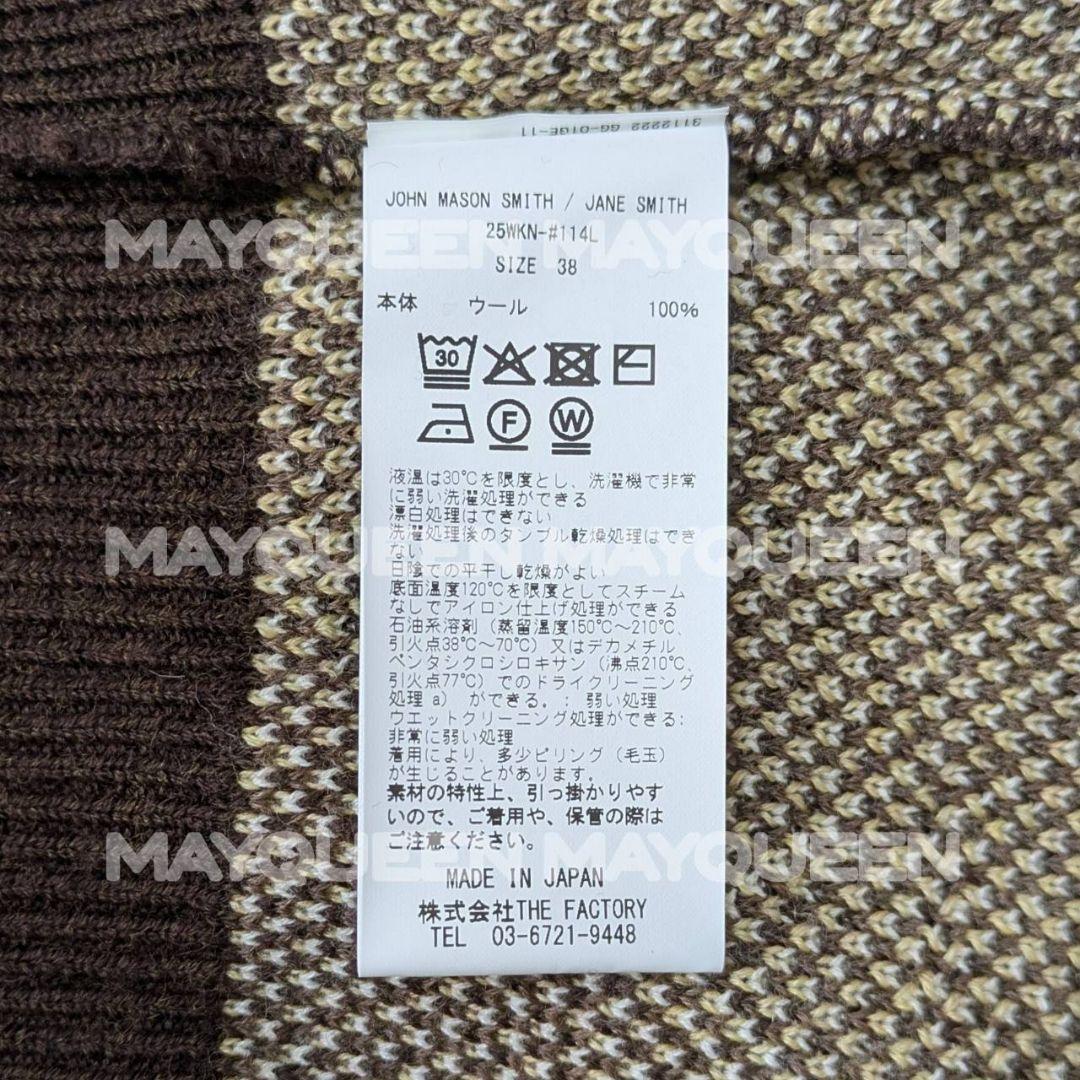 3112222 GG-01GE-11
JOHN MASON SMITH / JANE SMITH
25WKN-#114L
MAYQUEEN MAYQUEEN
SIZE 38
本体 ウール 100%
30
F W
液温は30℃を限度とし、洗濯機で非常
に弱い洗濯処理ができる
漂白処理はできない
洗濯処理後のタンブル乾燥処理はでき
ない
MAYQUEEN MAYQUEEN
日陰での平干し乾燥がよい
底面温度120℃を限度としてスチーム
なしでアイロン仕上げ処理ができる
石油系溶剤(蒸留温度150℃~210℃、
引火点38℃~70℃)又はデカメチル
ペンタシクロシロキサン(沸点210℃、
引火点77℃)でのドライクリーニング
処理 a) ができる。: 弱い処理
ウエットクリーニング処理ができる:
非常に弱い処理
着用により、多少ピリング(毛玉)
が生じることがあります。
素材の特性上、引っ掛かりやす
いので、ご着用や、保管の際は
ご注意ください。
MAYQUEEN MAYQUEEN
MADE IN JAPAN
株式会社THE FACTORY
TEL 03-6721-9448